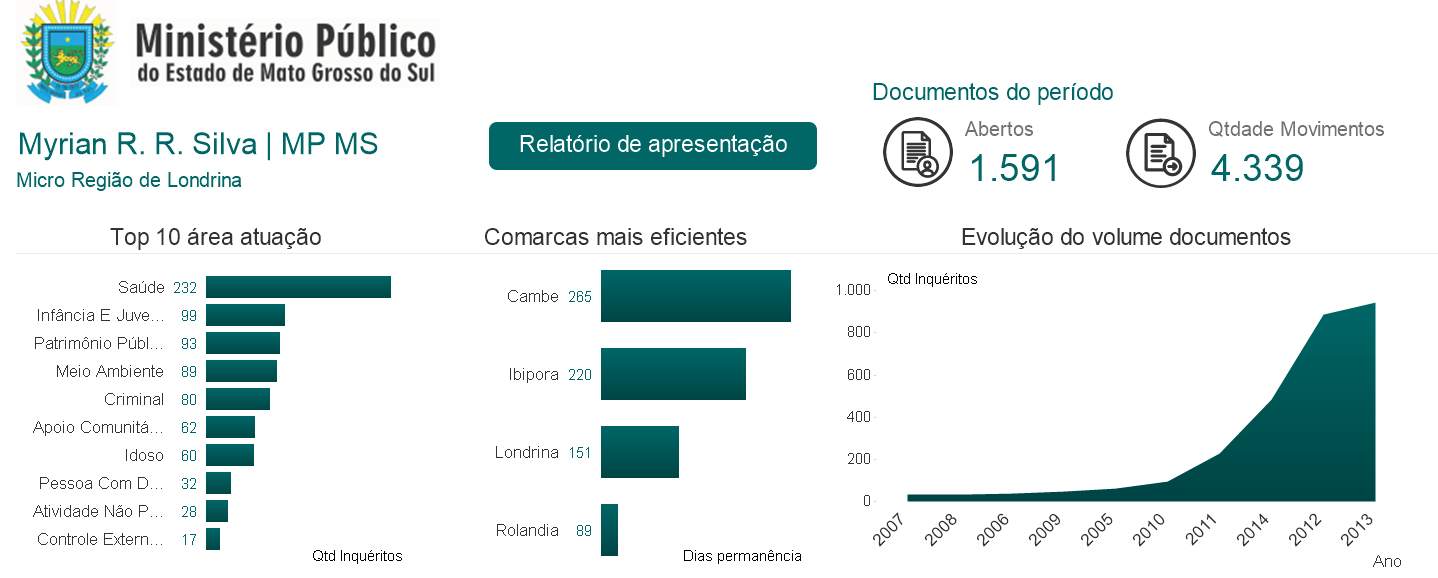 Ministério Público
do Estado de Mato Grosso do Sul
Myrian R. R. Silva | MP MS
Micro Região de Londrina
Relatório de apresentação
Documentos do período
Abertos
1.591
Qtdade Movimentos
4.339
Top 10 área atuação
Saúde 232
Infância E Juve... 99
Patrimônio Públ... 93
Meio Ambiente 89
Criminal 80
Apoio Comunitá... 62
Idoso 60
Pessoa Com D... 32
Atividade Não P... 28
Controle Extern... 17
Qtd Inquéritos
Comarcas mais eficientes
Cambe 265
Ibipora 220
Londrina 151
Rolandia 89
Dias permanência
Evolução do volume documentos
Qtd Inquéritos
1.000
800
600
400
200
0
2007 2008 2006 2009 2005 2010 2011 2014 2012 2013
Ano